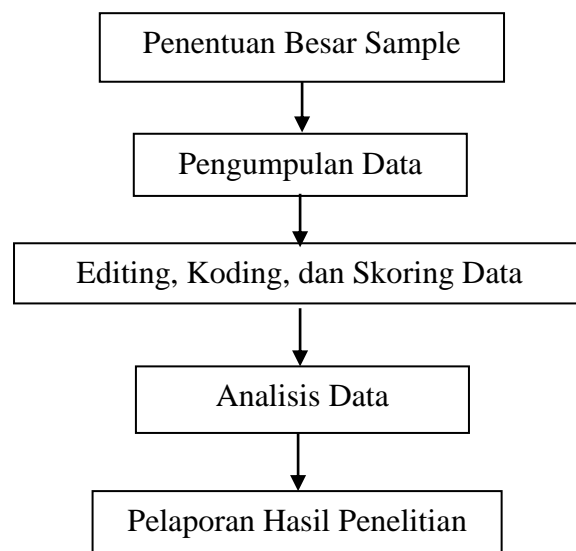 Penentuan Besar Sample
Pengumpulan Data
Editing, Koding, dan Skoring Data
Analisis Data
Pelaporan Hasil Penelitian